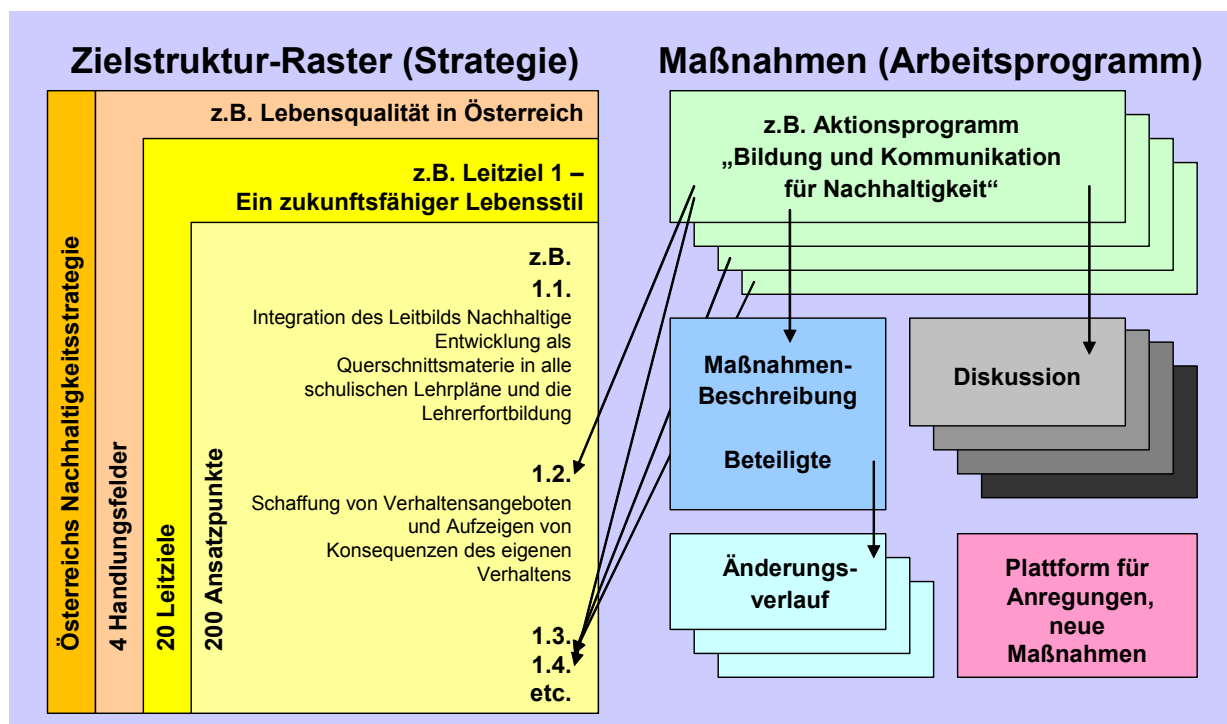 Zielstruktur-Raster (Strategie)
Österreichs Nachhaltigkeitsstrategie
4 Handlungsfelder
z.B. Lebensqualität in Österreich
20 Leitziele
z.B. Leitziel 1 –
Ein zukunftsfähiger Lebensstil
200 Ansatzpunkte
z.B.
1.1.
Integration des Leitbilds Nachhaltige
Entwicklung als
Querschnittsmaterie in alle
schulischen Lehrpläne und die
Lehrerfortbildung
1.2.
Schaffung von Verhaltensangeboten
und Aufzeigen von
Konsequenzen des eigenen
Verhaltens
1.3.
1.4.
etc.
Maßnahmen (Arbeitsprogramm)
z.B. Aktionsprogramm
„Bildung und Kommunikation
für Nachhaltigkeit“
Maßnahmen-
Beschreibung
Beteiligte
Diskussion
Änderungs-
verlauf
Plattform für
Anregungen,
neue
Maßnahmen